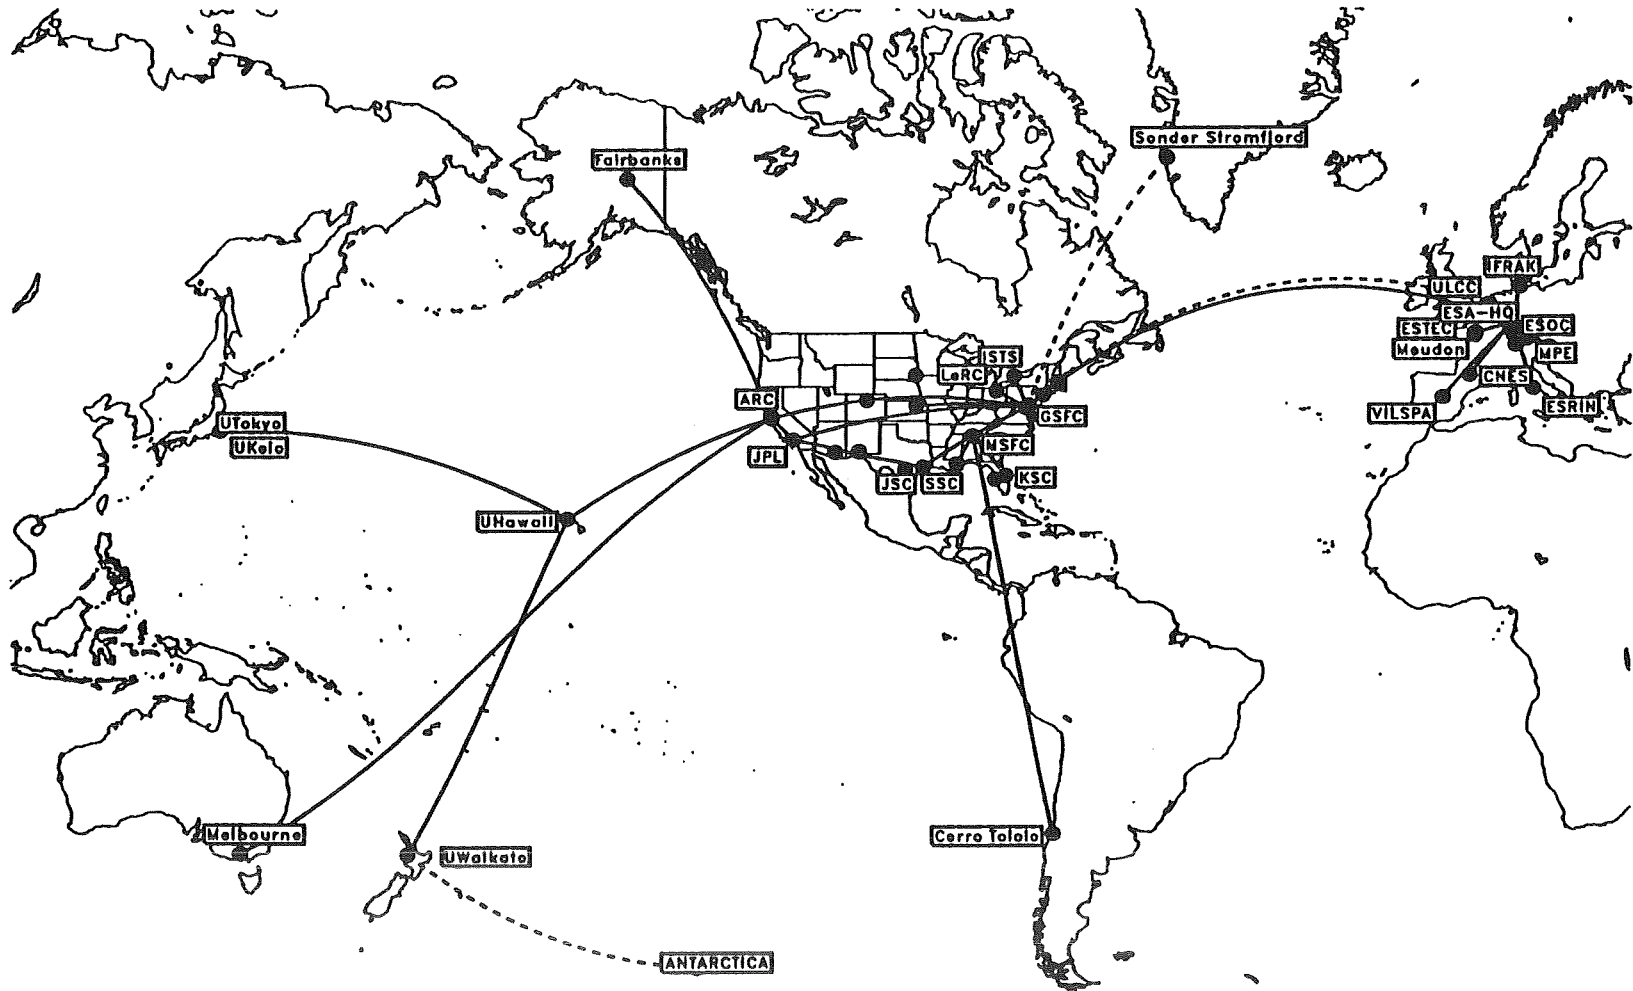 Sonder Stromfjord
Fairbanks
IFRAK
ULCC
ESA-HQ
ESTEC
ESOC
Meudon
MPE
ISTS
LeRC
CNES
ARC
ESRIN
VILSPA
GSFC
UTokyo
UKeio
MSFC
JPL
JSC
SSC
KSC
UHawaii
Melbourne
Cerro Tololo
UWaikato
ANTARCTICA